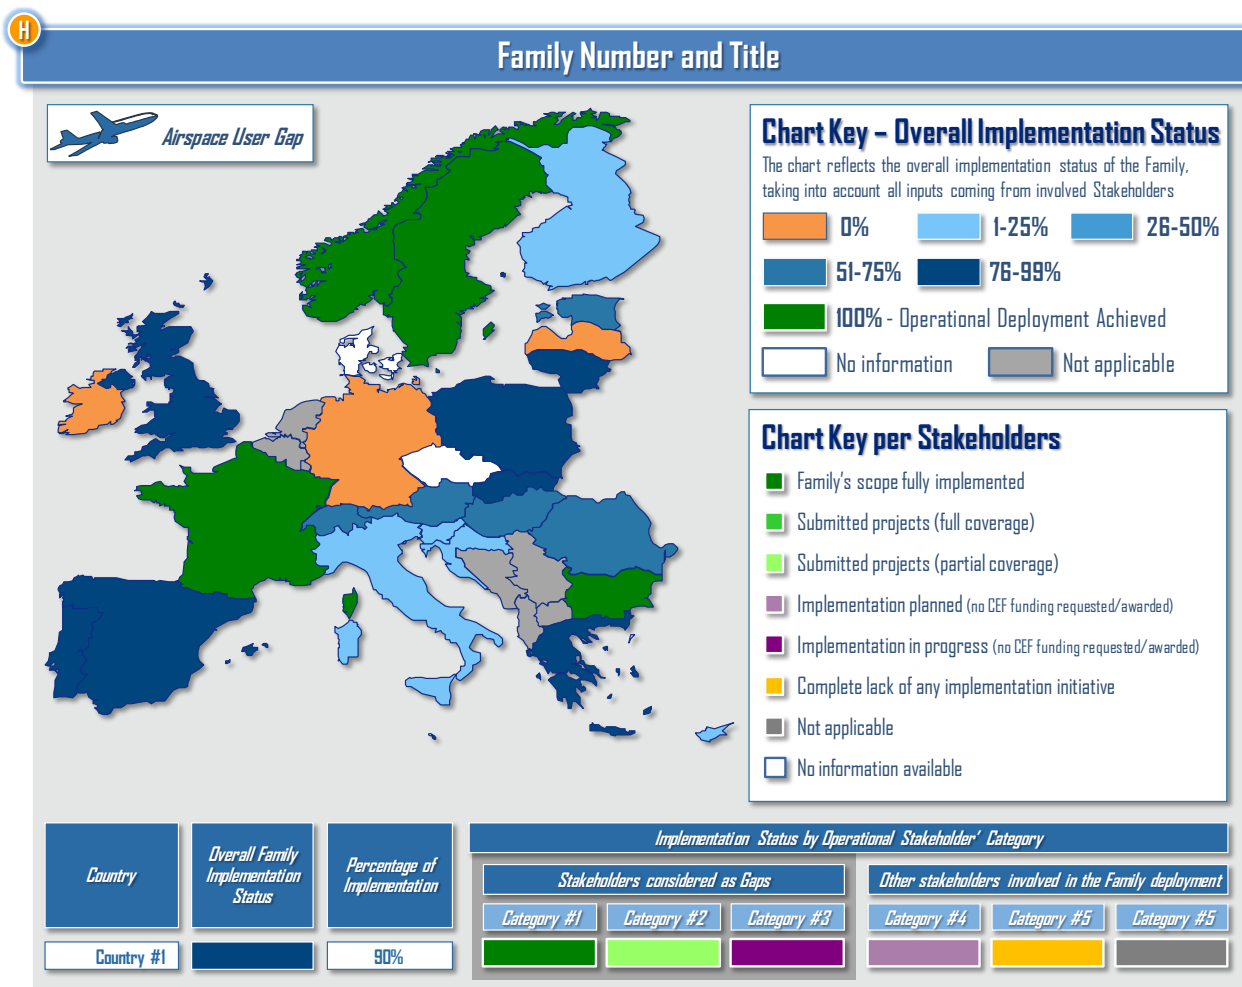 H
Family Number and Title
Airspace User Gap
Chart Key – Overall Implementation Status
The chart reflects the overall implementation status of the Family,
taking into account all inputs coming from involved Stakeholders
0%
1-25%
26-50%
51-75%
76-99%
100% - Operational Deployment Achieved
No information
Not applicable
Chart Key per Stakeholders
Family's scope fully implemented
Submitted projects (full coverage)
Submitted projects (partial coverage)
Implementation planned (no CEF funding requested/awarded)
Implementation in progress (no CEF funding requested/awarded)
Complete lack of any implementation initiative
Not applicable
No information available
Country
Overall Family
Implementation
Status
Percentage of
Implementation
Implementation Status by Operational Stakeholder' Category
Stakeholders considered as Gaps
Other stakeholders involved in the Family deployment
Category #1
Category #2
Category #3
Category #4
Category #5
Category #5
Country #1
90%